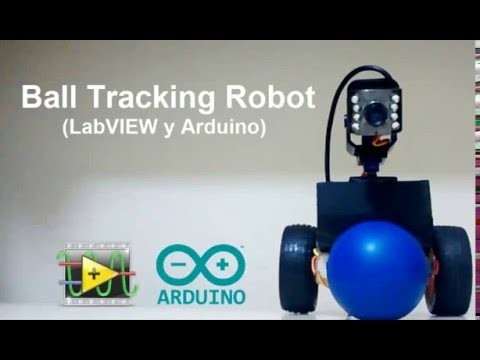 Ball Tracking Robot
(LabVIEW y Arduino)
ARDUINO